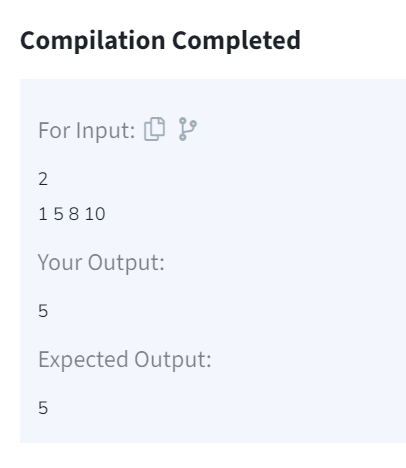 Compilation Completed
For Input:
2
1 5 8 10
Your Output:
5
Expected Output:
5